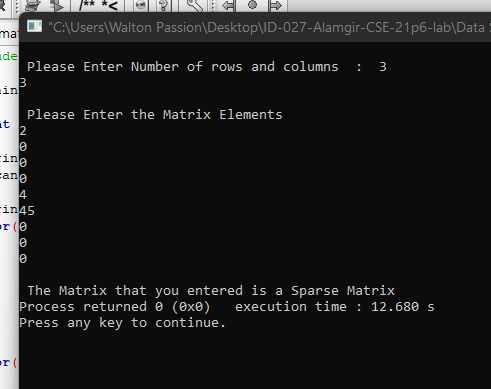 /** *<
"C:\Users\Walton Passion\Desktop\ID-027-Alamgir-CSE-21p6-lab\Data S
Please Enter Number of rows and columns  :  3
3
Please Enter the Matrix Elements
2
0
0
0
4
45
0
0
0
The Matrix that you entered is a Sparse Matrix
Process returned 0 (0x0)   execution time : 12.680 s
Press any key to continue.